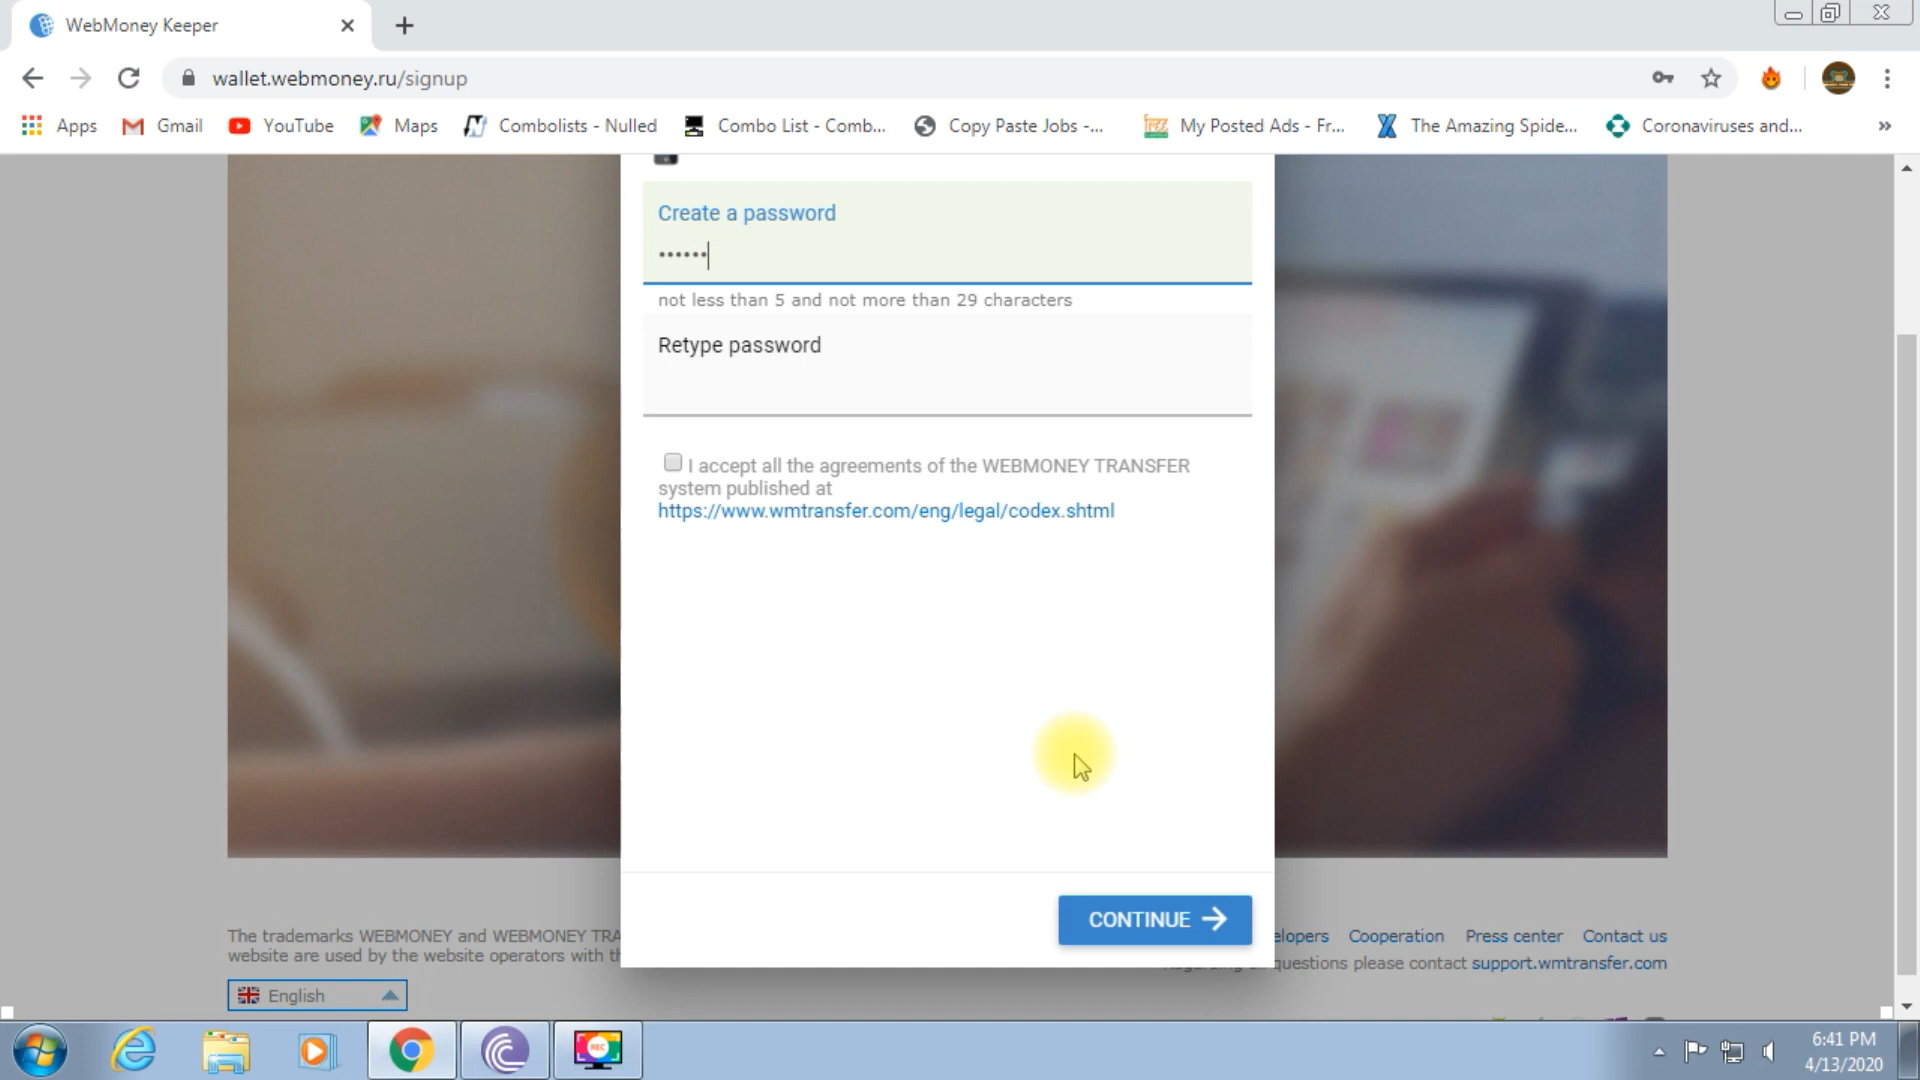 WebMoney Keeper
wallet.webmoney.ru/signup
Apps Gmail YouTube Maps Combolists - Nulled Combo List - Comb... Copy Paste Jobs -... My Posted Ads - Fr... The Amazing Spide... Coronaviruses and... »
Create a password
••••••
not less than 5 and not more than 29 characters
Retype password
I accept all the agreements of the WEBMONEY TRANSFER
system published at
https://www.wmtransfer.com/eng/legal/codex.shtml
CONTINUE
The trademarks WEBMONEY and WEBMONEY TRA
website are used by the website operators with th
elopers Cooperation Press center Contact us
questions please contact support.wmtransfer.com
English
REC
6:41 PM
4/13/2020